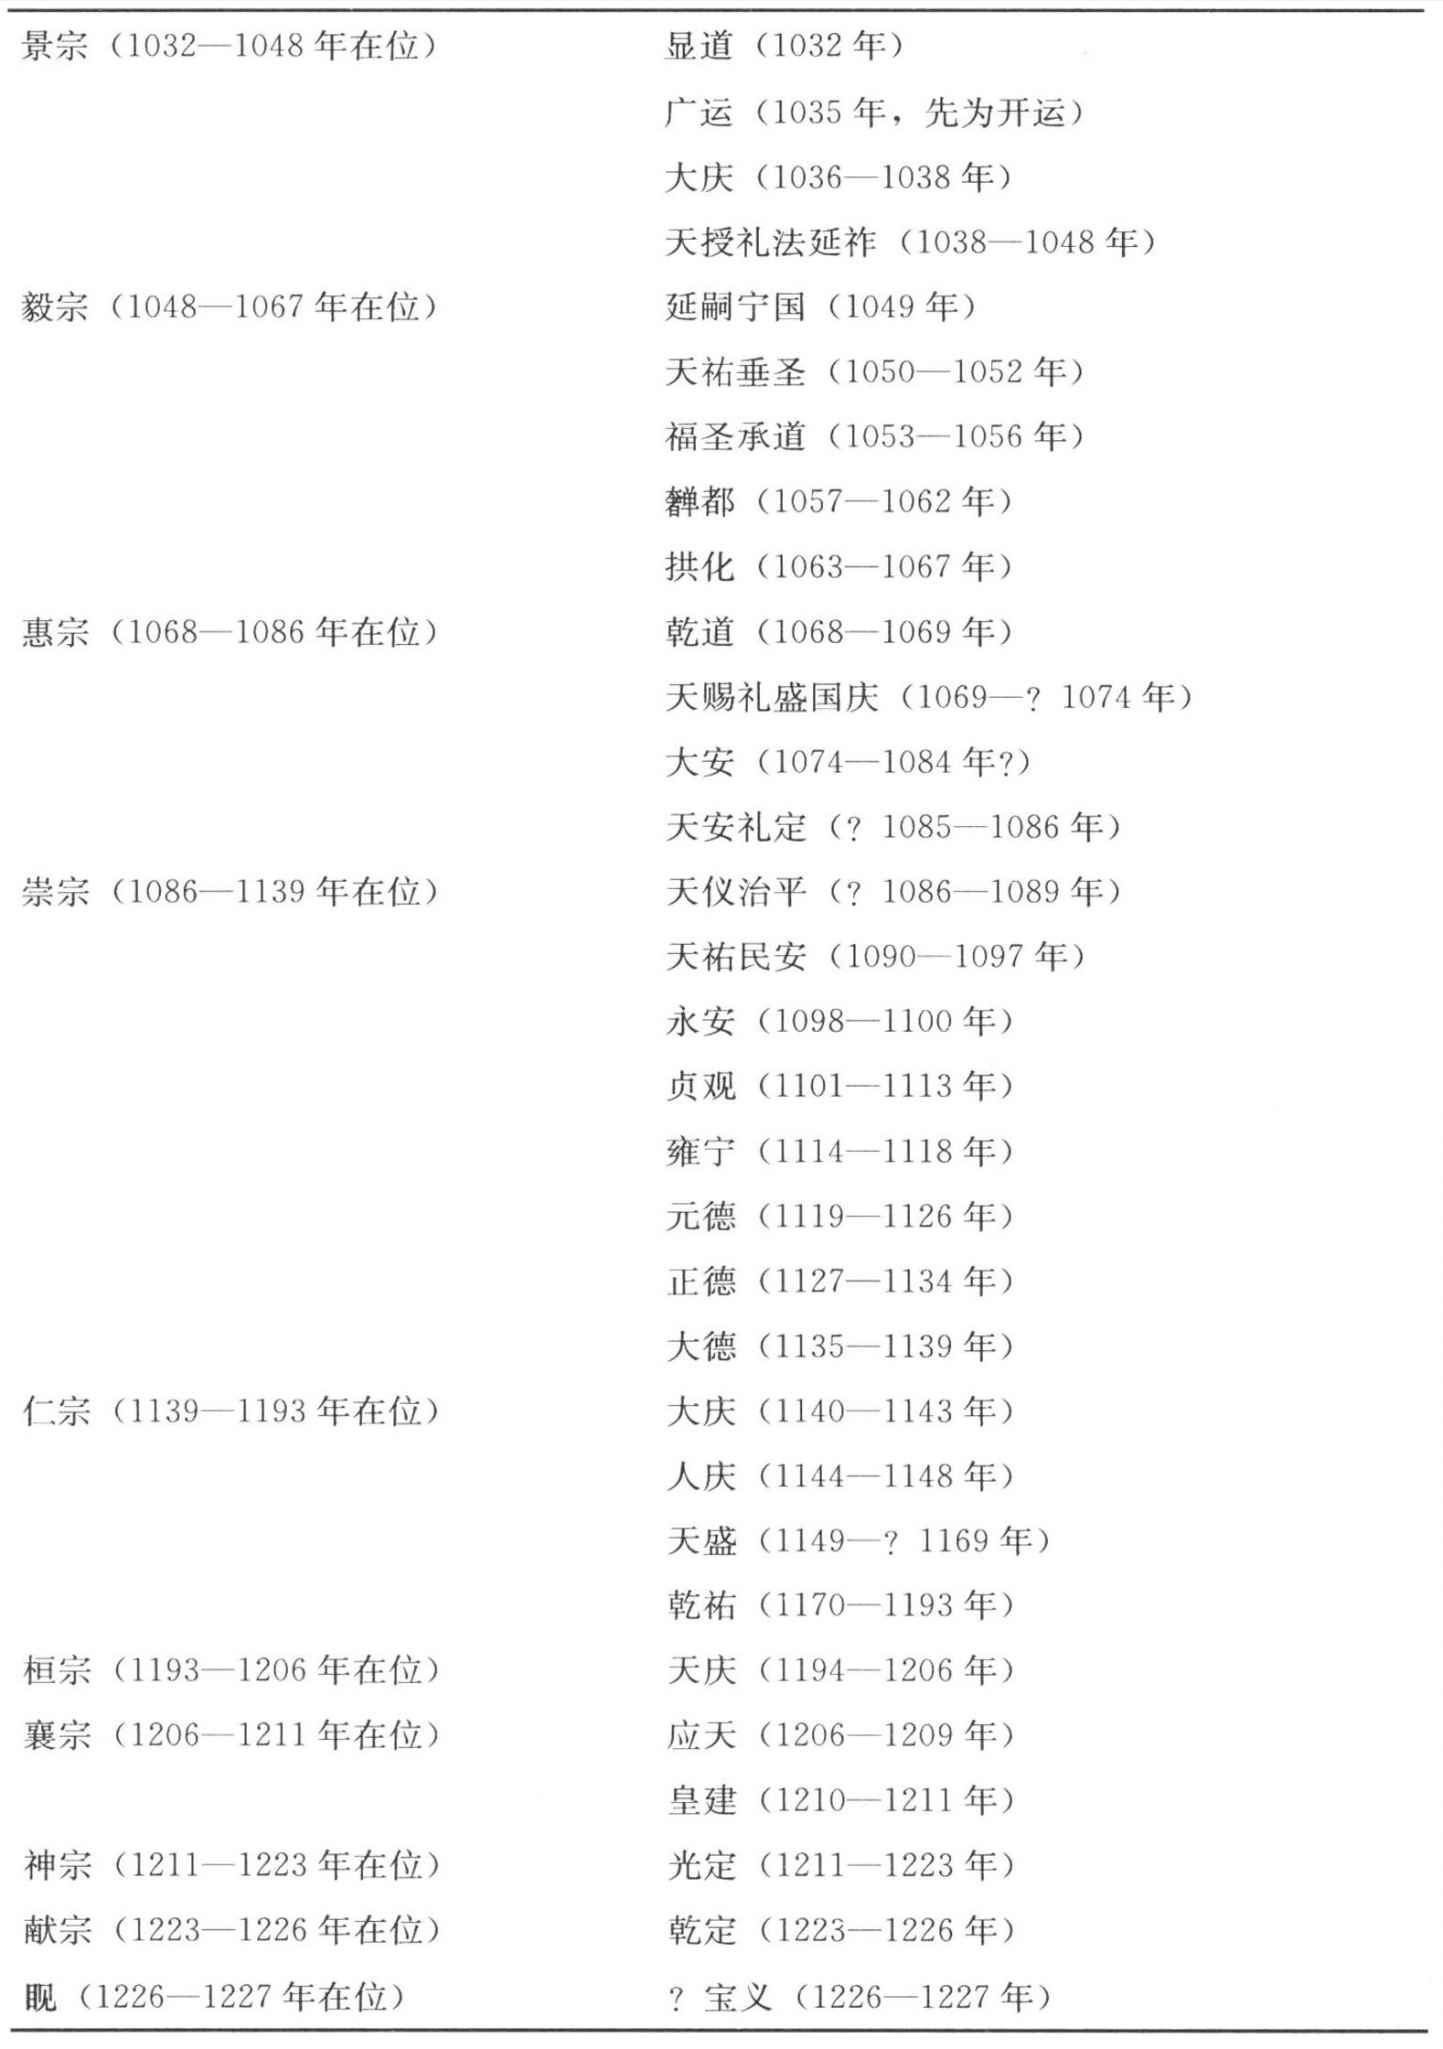 景宗（1032—1048 年在位） 显道（1032 年）
广运（1035 年，先为开运）
大庆（1036—1038 年）
天授礼法延祚（1038—1048 年）
毅宗（1048—1067 年在位） 延嗣宁国（1049 年）
天祐垂圣（1050—1052 年）
福圣承道（1053—1056 年）
奲都（1057—1062 年）
拱化（1063—1067 年）
惠宗（1068—1086 年在位） 乾道（1068—1069 年）
天赐礼盛国庆（1069—？1074 年）
大安（1074—1084 年？）
天安礼定（？1085—1086 年）
崇宗（1086—1139 年在位） 天仪治平（？1086—1089 年）
天祐民安（1090—1097 年）
永安（1098—1100 年）
贞观（1101—1113 年）
雍宁（1114—1118 年）
元德（1119—1126 年）
正德（1127—1134 年）
大德（1135—1139 年）
仁宗（1139—1193 年在位） 大庆（1140—1143 年）
人庆（1144—1148 年）
天盛（1149—？1169 年）
乾祐（1170—1193 年）
桓宗（1193—1206 年在位） 天庆（1194—1206 年）
襄宗（1206—1211 年在位） 应天（1206—1209 年）
皇建（1210—1211 年）
神宗（1211—1223 年在位） 光定（1211—1223 年）
献宗（1223—1226 年在位） 乾定（1223—1226 年）
睍（1226—1227 年在位） ？宝义（1226—1227 年）